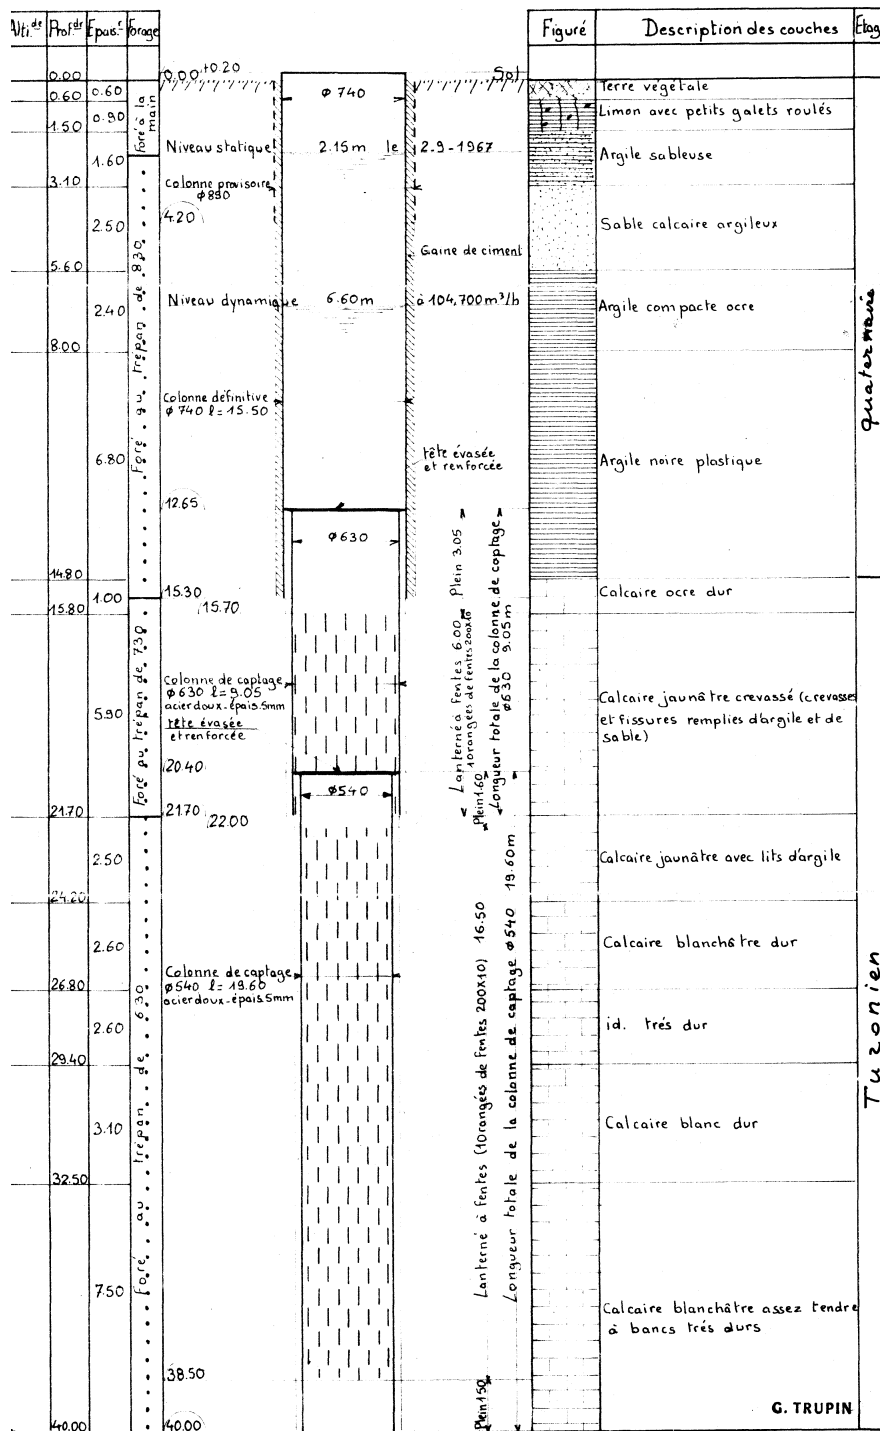 Alti.de Prof.dr Epais.r Forage Figuré Description des couches Etag
0.00
0.60
1.50
3.10
5.60
8.00
14.80
15.80
21.70
24.20
26.80
29.40
32.50
40.00
0.60
0.90
1.60
2.50
2.40
6.80
1.00
5.90
2.50
2.60
2.60
3.10
7.50
Foré à la
main
Foré au trépan de 830
Foré au trépan de 730
Foré au trépan de 630
0.00 +0.20
Sol
φ 740
Niveau statique 2.15 m le 2.9-1967
Colonne provisoire
φ 890
4.20
Gaine de ciment
Niveau dynamique 6.60 m à 104,700 m³/h
Colonne définitive
φ 740 l = 15.50
tête évasée
et renforcée
12.65
φ 630
15.30
15.70
Colonne de captage
φ 630 l = 9.05
acier doux - épais. 5mm
tête évasée
et renforcée
20.40
φ 540
21.70
22.00
Plein 3.05
Lanterné à fentes 6.00
10 rangées de fentes 200x10
Longueur totale de la colonne de captage
φ 630 9.05 m
Plein 1.60
Colonne de captage
φ 540 l = 19.60
acier doux - épais 5mm
Lanterné à fentes (10 rangées de fentes 200x10) 16.50
Longueur totale de la colonne de captage φ 540 19.60 m
38.50
Plein 1.50
40.00
Terre végétale
Limon avec petits galets roulés
Argile sableuse
Sable calcaire argileux
Argile compacte ocre
Argile noire plastique
Calcaire ocre dur
Calcaire jaunâtre crevassé (crevasses
et fissures remplies d'argile et de
sable)
Calcaire jaunâtre avec lits d'argile
Calcaire blanchâtre dur
id. trés dur
Calcaire blanc dur
Calcaire blanchâtre assez tendre
à bancs trés durs
quaternaire
Turonien
G. TRUPIN